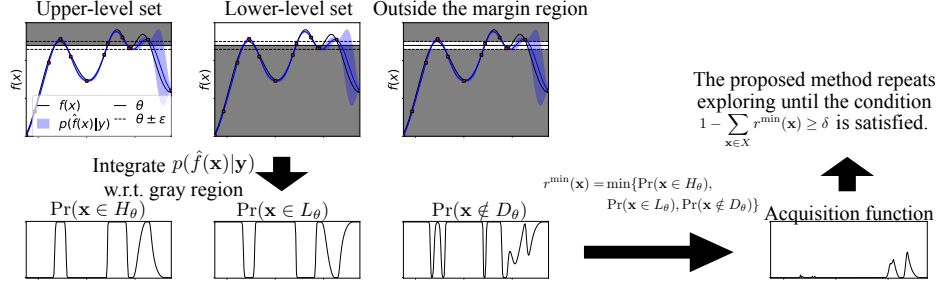 Upper-level set
Lower-level set
Outside the margin region
f(x)
f(x)
f(x)
f(x)
θ
p(f̂(x)|y)
θ ± ε
Integrate p(f̂(𝐱)|𝐲)
w.r.t. gray region
Pr(𝐱 ∈ H_θ)
Pr(𝐱 ∈ L_θ)
Pr(𝐱 ∉ D_θ)
r^min(𝐱) = min{Pr(𝐱 ∈ H_θ),
Pr(𝐱 ∈ L_θ), Pr(𝐱 ∉ D_θ)}
The proposed method repeats
exploring until the condition
1 − ∑_{𝐱∈X} r^min(𝐱) ≥ δ is satisfied.
Acquisition function